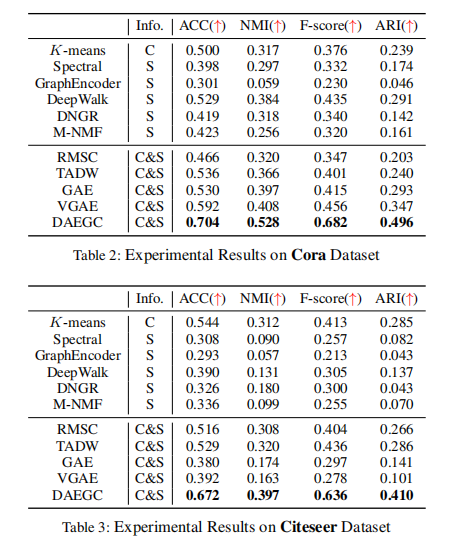 Info. ACC(↑) NMI(↑) F-score(↑) ARI(↑)
K-means C 0.500 0.317 0.376 0.239
Spectral S 0.398 0.297 0.332 0.174
GraphEncoder S 0.301 0.059 0.230 0.046
DeepWalk S 0.529 0.384 0.435 0.291
DNGR S 0.419 0.318 0.340 0.142
M-NMF S 0.423 0.256 0.320 0.161
RMSC C&S 0.466 0.320 0.347 0.203
TADW C&S 0.536 0.366 0.401 0.240
GAE C&S 0.530 0.397 0.415 0.293
VGAE C&S 0.592 0.408 0.456 0.347
DAEGC C&S 0.704 0.528 0.682 0.496
Table 2: Experimental Results on Cora Dataset
Info. ACC(↑) NMI(↑) F-score(↑) ARI(↑)
K-means C 0.544 0.312 0.413 0.285
Spectral S 0.308 0.090 0.257 0.082
GraphEncoder S 0.293 0.057 0.213 0.043
DeepWalk S 0.390 0.131 0.305 0.137
DNGR S 0.326 0.180 0.300 0.043
M-NMF S 0.336 0.099 0.255 0.070
RMSC C&S 0.516 0.308 0.404 0.266
TADW C&S 0.529 0.320 0.436 0.286
GAE C&S 0.380 0.174 0.297 0.141
VGAE C&S 0.392 0.163 0.278 0.101
DAEGC C&S 0.672 0.397 0.636 0.410
Table 3: Experimental Results on Citeseer Dataset